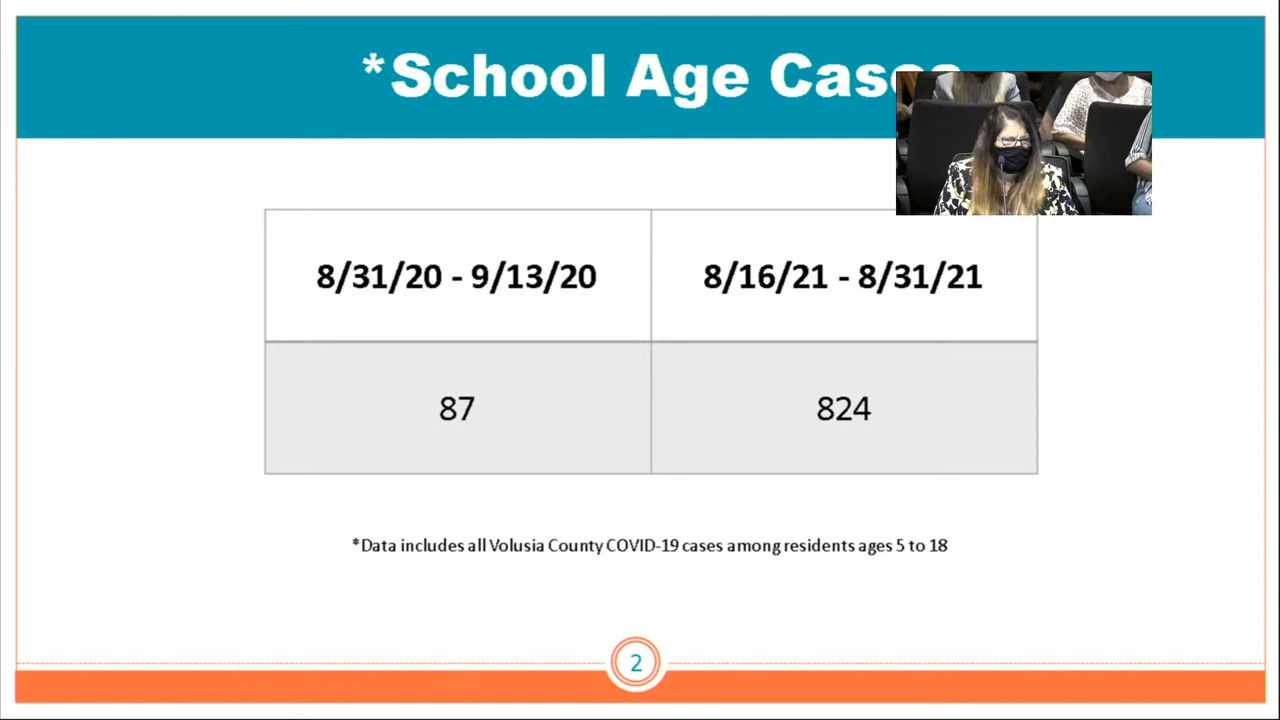 *School Age Cases
8/31/20 - 9/13/20
8/16/21 - 8/31/21
87
824
*Data includes all Volusia County COVID-19 cases among residents ages 5 to 18
2